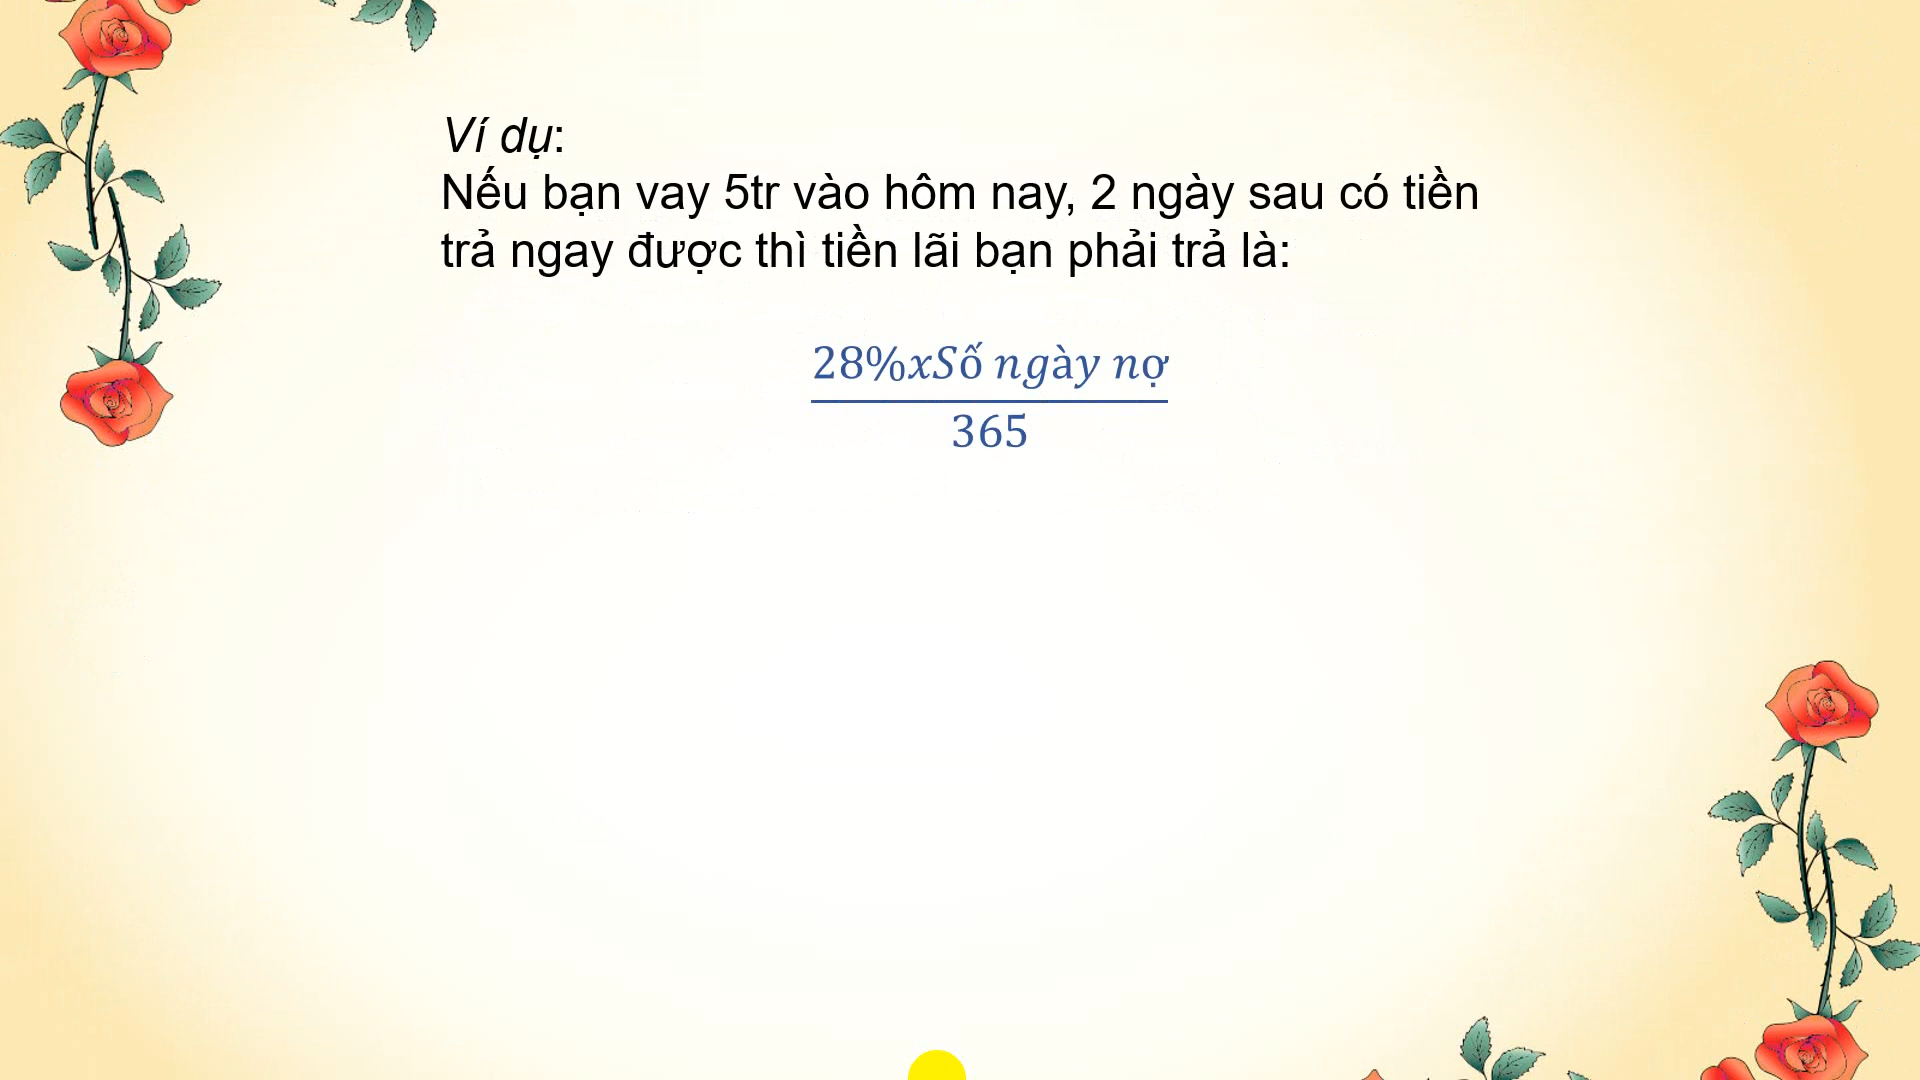 Ví dụ:
Nếu bạn vay 5tr vào hôm nay, 2 ngày sau có tiền
trả ngay được thì tiền lãi bạn phải trả là:
28%xSố ngày nợ
365